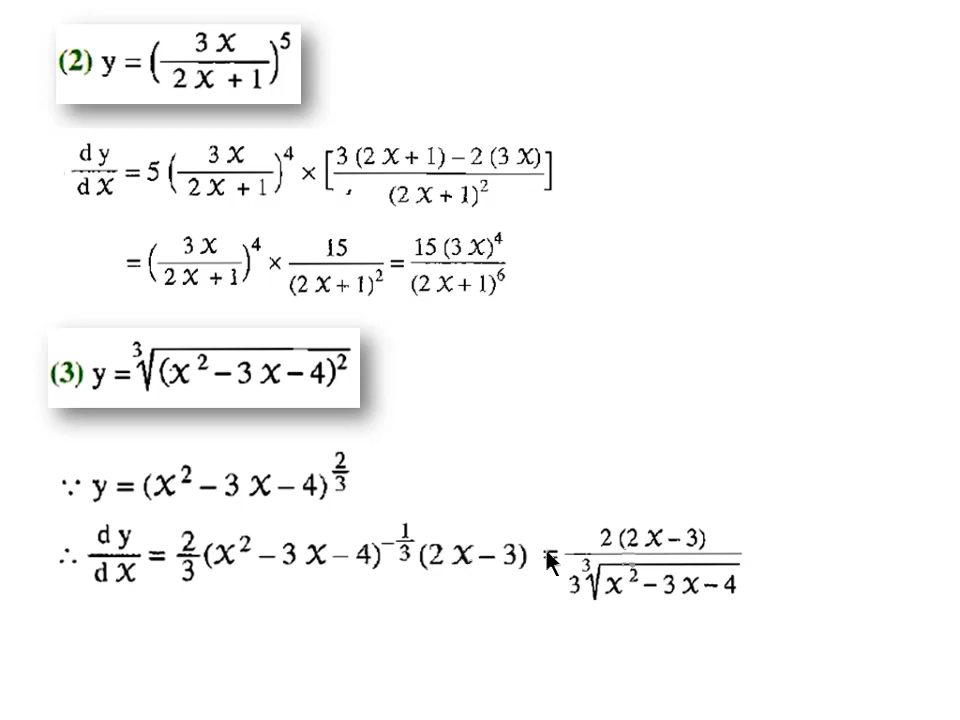 (2) y = (3x / 2x + 1)^5
dy/dx = 5 (3x / 2x + 1)^4 × [3 (2x + 1) – 2 (3x) / (2x + 1)^2]
= (3x / 2x + 1)^4 × 15 / (2x + 1)^2 = 15 (3x)^4 / (2x + 1)^6
(3) y = ∛(x^2 – 3x – 4)^2
∵ y = (x^2 – 3x – 4)^(2/3)
∴ dy/dx = 2/3 (x^2 – 3x – 4)^(–1/3) (2x – 3) = 2 (2x – 3) / 3 ∛x^2 – 3x – 4